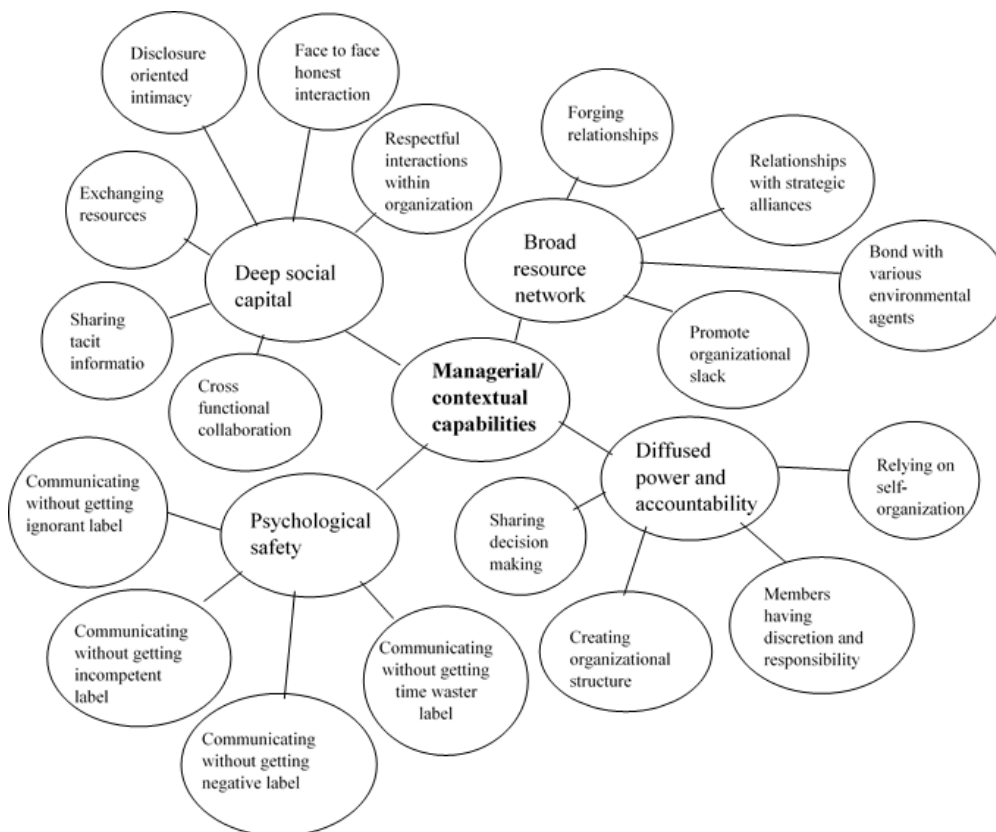 Disclosure
oriented
intimacy
Face to face
honest
interaction
Respectful
interactions
within
organization
Exchanging
resources
Deep social
capital
Sharing
tacit
informatio
Cross
functional
collaboration
Forging
relationships
Relationships
with strategic
alliances
Broad
resource
network
Bond with
various
environmental
agents
Promote
organizational
slack
Managerial/
contextual
capabilities
Diffused
power and
accountability
Relying on
self-
organization
Sharing
decision
making
Creating
organizational
structure
Members
having
discretion and
responsibility
Communicating
without getting
ignorant label
Psychological
safety
Communicating
without getting
incompetent
label
Communicating
without getting
time waster
label
Communicating
without getting
negative label